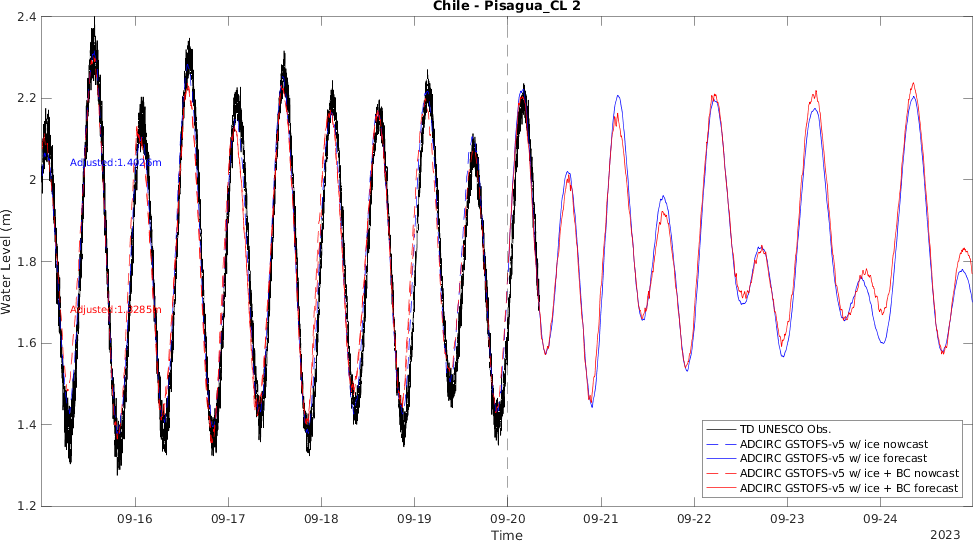 Chile - Pisagua_CL 2
2.4
2.2
2
1.8
1.6
1.4
1.2
Water Level (m)
Adjusted:1.4026m
09-16
09-17
09-18
09-19
09-20
09-21
09-22
09-23
09-24
Time
2023
TD UNESCO Obs.
ADCIRC GSTOFS-v5 w/ ice nowcast
ADCIRC GSTOFS-v5 w/ ice forecast
ADCIRC GSTOFS-v5 w/ ice + BC nowcast
ADCIRC GSTOFS-v5 w/ ice + BC forecast